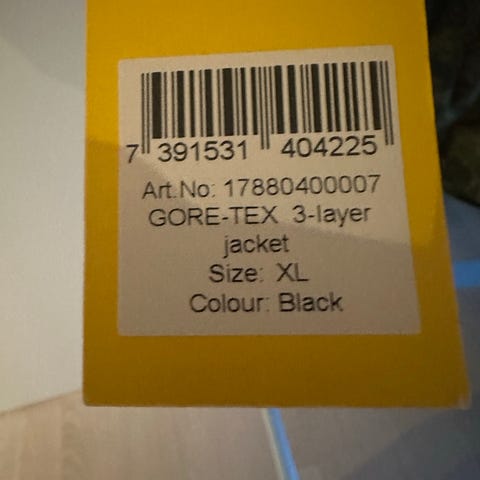 7 391531 404225
Art.No: 17880400007
GORE-TEX 3-layer
jacket
Size: XL
Colour: Black